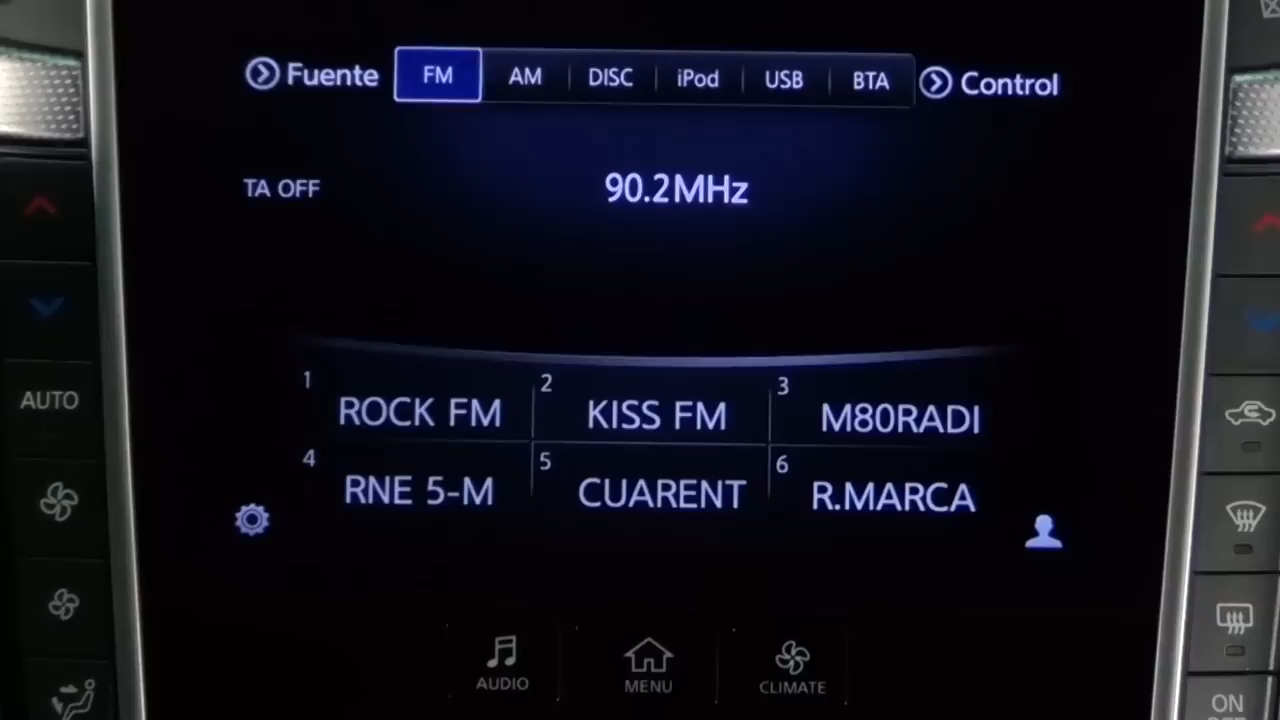 Fuente FM AM DISC iPod USB BTA Control
TA OFF 90.2MHz
1 ROCK FM 2 KISS FM 3 M80RADI
4 RNE 5-M 5 CUARENT 6 R.MARCA
AUTO
AUDIO MENU CLIMATE
ON